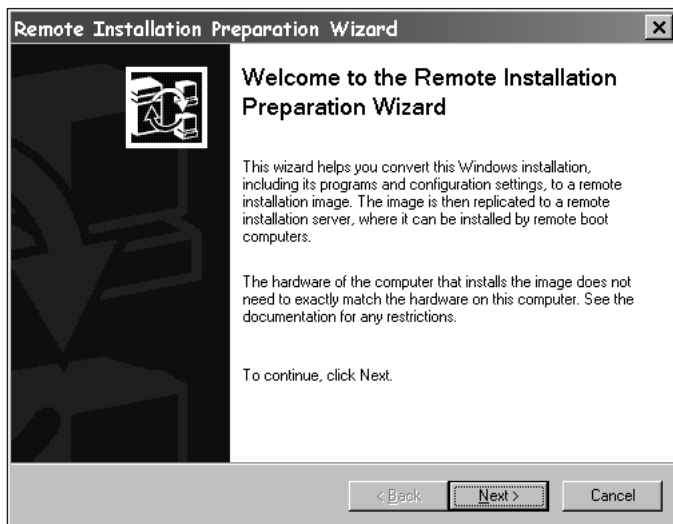 Remote Installation Preparation Wizard
Welcome to the Remote Installation
Preparation Wizard
This wizard helps you convert this Windows installation,
including its programs and configuration settings, to a remote
installation image. The image is then replicated to a remote
installation server, where it can be installed by remote boot
computers.
The hardware of the computer that installs the image does not
need to exactly match the hardware on this computer. See the
documentation for any restrictions.
To continue, click Next.
< Back
Next >
Cancel